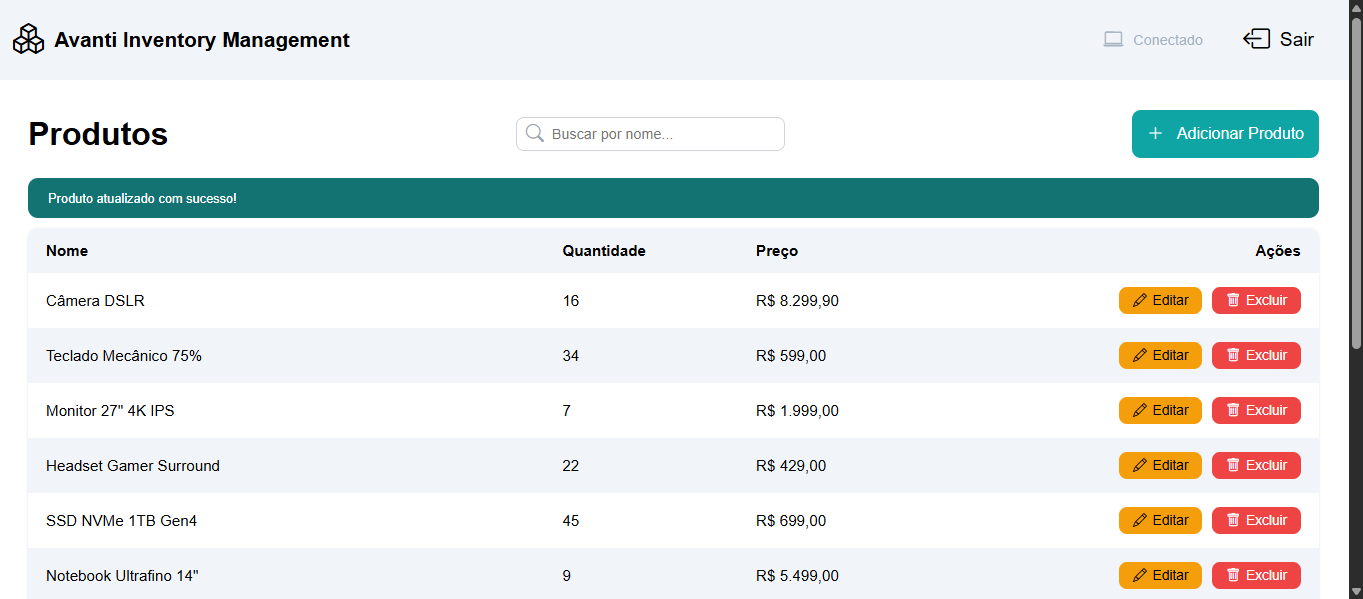 Avanti Inventory Management Conectado Sair
Produtos Buscar por nome... + Adicionar Produto
Produto atualizado com sucesso!
Nome Quantidade Preço Ações
Câmera DSLR 16 R$ 8.299,90 Editar Excluir
Teclado Mecânico 75% 34 R$ 599,00 Editar Excluir
Monitor 27" 4K IPS 7 R$ 1.999,00 Editar Excluir
Headset Gamer Surround 22 R$ 429,00 Editar Excluir
SSD NVMe 1TB Gen4 45 R$ 699,00 Editar Excluir
Notebook Ultrafino 14" 9 R$ 5.499,00 Editar Excluir